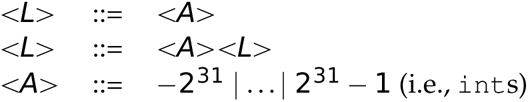 <L> ::= <A>
<L> ::= <A><L>
<A> ::= −2³¹ | ... | 2³¹ − 1 (i.e., ints)